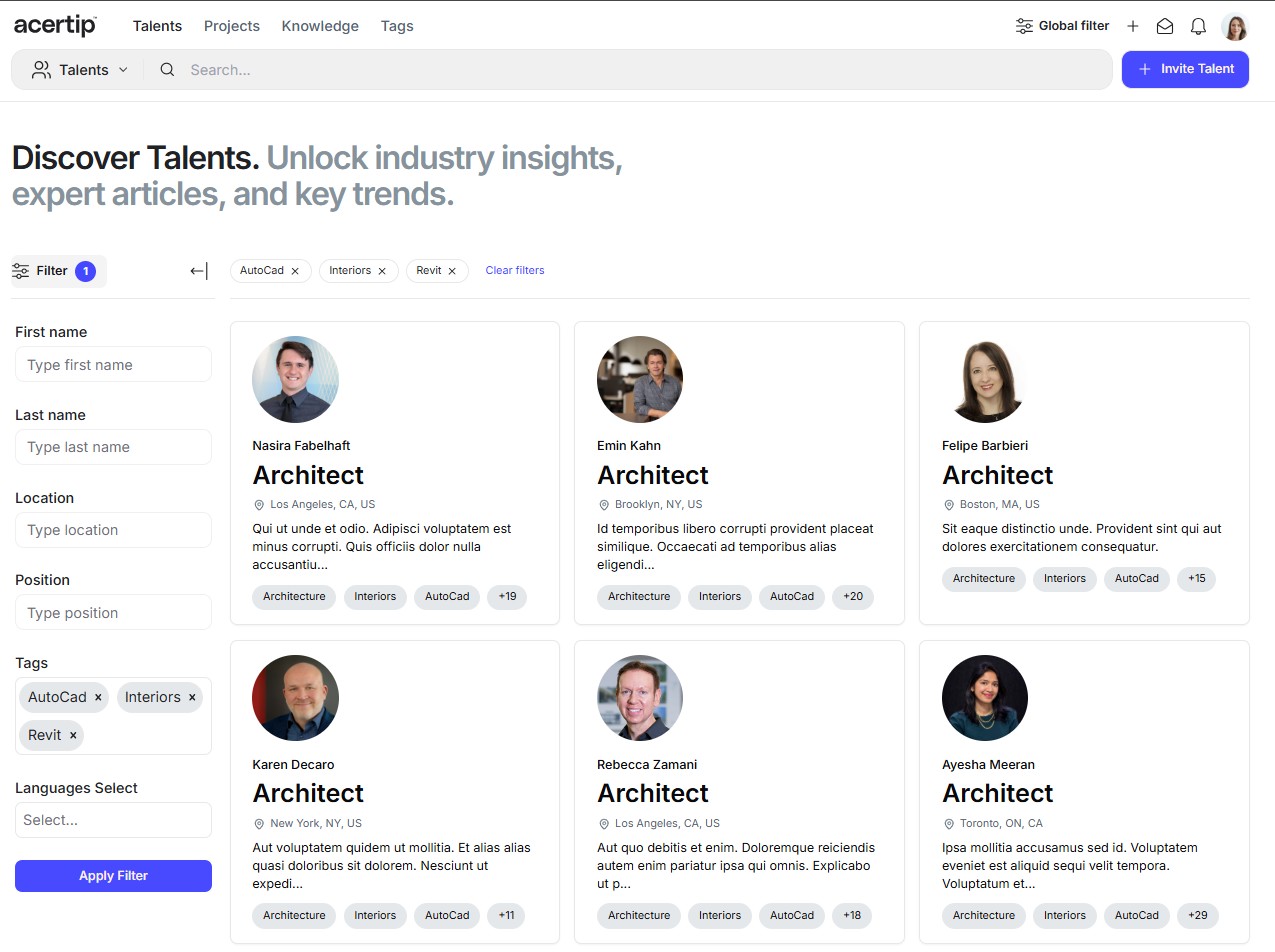 acertip™ Talents Projects Knowledge Tags Global filter
Talents Search... Invite Talent
Discover Talents. Unlock industry insights,
expert articles, and key trends.
Filter 1
AutoCad × Interiors × Revit × Clear filters
First name
Type first name
Last name
Type last name
Location
Type location
Position
Type position
Tags
AutoCad × Interiors ×
Revit ×
Languages Select
Select...
Apply Filter
Nasira Fabelhaft
Architect
Los Angeles, CA, US
Qui ut unde et odio. Adipisci voluptatem est
minus corrupti. Quis officiis dolor nulla
accusantiu...
Architecture Interiors AutoCad +19
Emin Kahn
Architect
Brooklyn, NY, US
Id temporibus libero corrupti provident placeat
similique. Occaecati ad temporibus alias
eligendi...
Architecture Interiors AutoCad +20
Felipe Barbieri
Architect
Boston, MA, US
Sit eaque distinctio unde. Provident sint qui aut
dolores exercitationem consequatur.
Architecture Interiors AutoCad +15
Karen Decaro
Architect
New York, NY, US
Aut voluptatem quidem ut mollitia. Et alias alias
quasi doloribus sit dolorem. Nesciunt ut
expedi...
Architecture Interiors AutoCad +11
Rebecca Zamani
Architect
Los Angeles, CA, US
Aut quo debitis et enim. Doloremque reiciendis
autem enim pariatur ipsa qui omnis. Explicabo
ut p...
Architecture Interiors AutoCad +18
Ayesha Meeran
Architect
Toronto, ON, CA
Ipsa mollitia accusamus sed id. Voluptatem
eveniet est aliquid sequi velit tempora.
Voluptatum et...
Architecture Interiors AutoCad +29